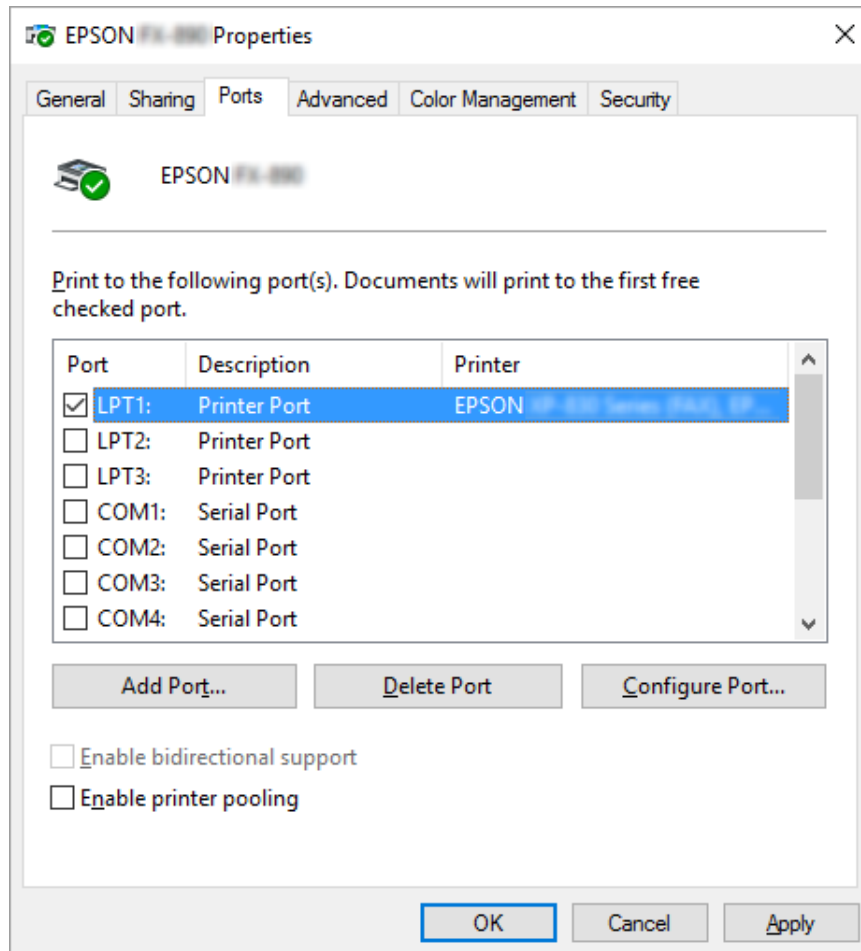 EPSON Properties
General Sharing Ports Advanced Color Management Security
EPSON
Print to the following port(s). Documents will print to the first free
checked port.
Port Description Printer
LPT1: Printer Port EPSON
LPT2: Printer Port
LPT3: Printer Port
COM1: Serial Port
COM2: Serial Port
COM3: Serial Port
COM4: Serial Port
Add Port... Delete Port Configure Port...
Enable bidirectional support
Enable printer pooling
OK Cancel Apply